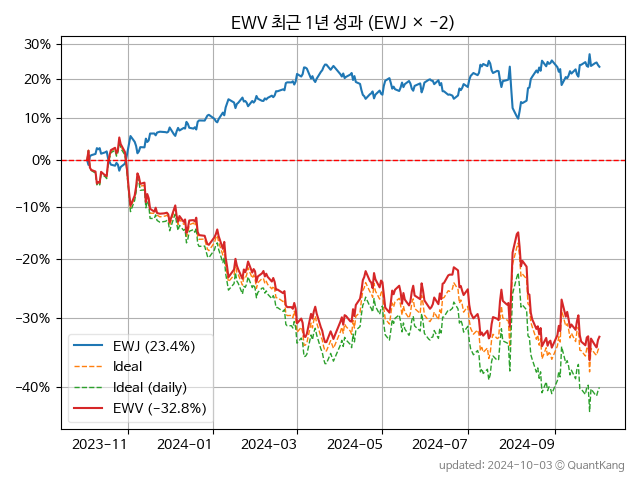 EWV 최근 1년 성과 (EWJ × −2)
30%
20%
10%
0%
−10%
−20%
−30%
−40%
EWJ (23.4%)
Ideal
Ideal (daily)
EWV (−32.8%)
2023−11
2024−01
2024−03
2024−05
2024−07
2024−09
updated: 2024-10-03 © QuantKang